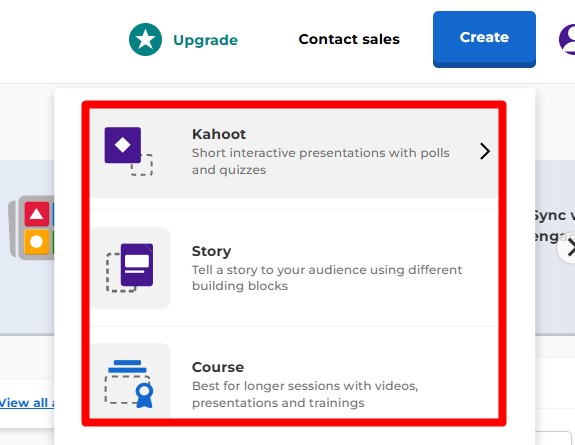 Upgrade
Contact sales
Create
Kahoot
Short interactive presentations with polls
and quizzes
Sync
Story
Tell a story to your audience using different
building blocks
Course
Best for longer sessions with videos,
presentations and trainings
View all